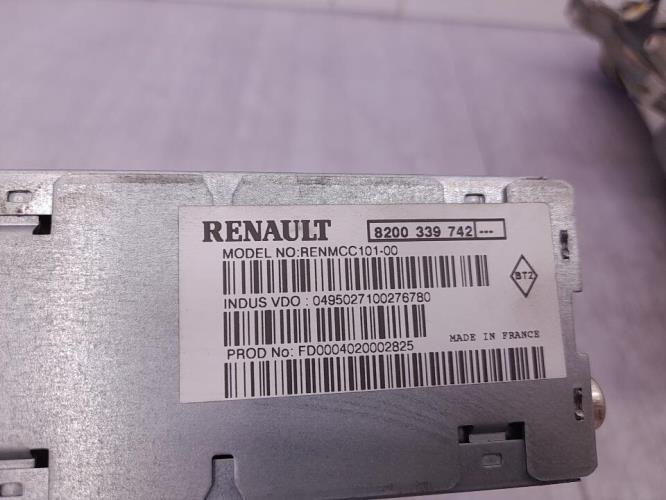 RENAULT 8200 339 742 ---
MODEL NO:RENMCC101-00
INDUS VDO : 0495027100276780
BTZ
MADE IN FRANCE
PROD No: FD0004020002825